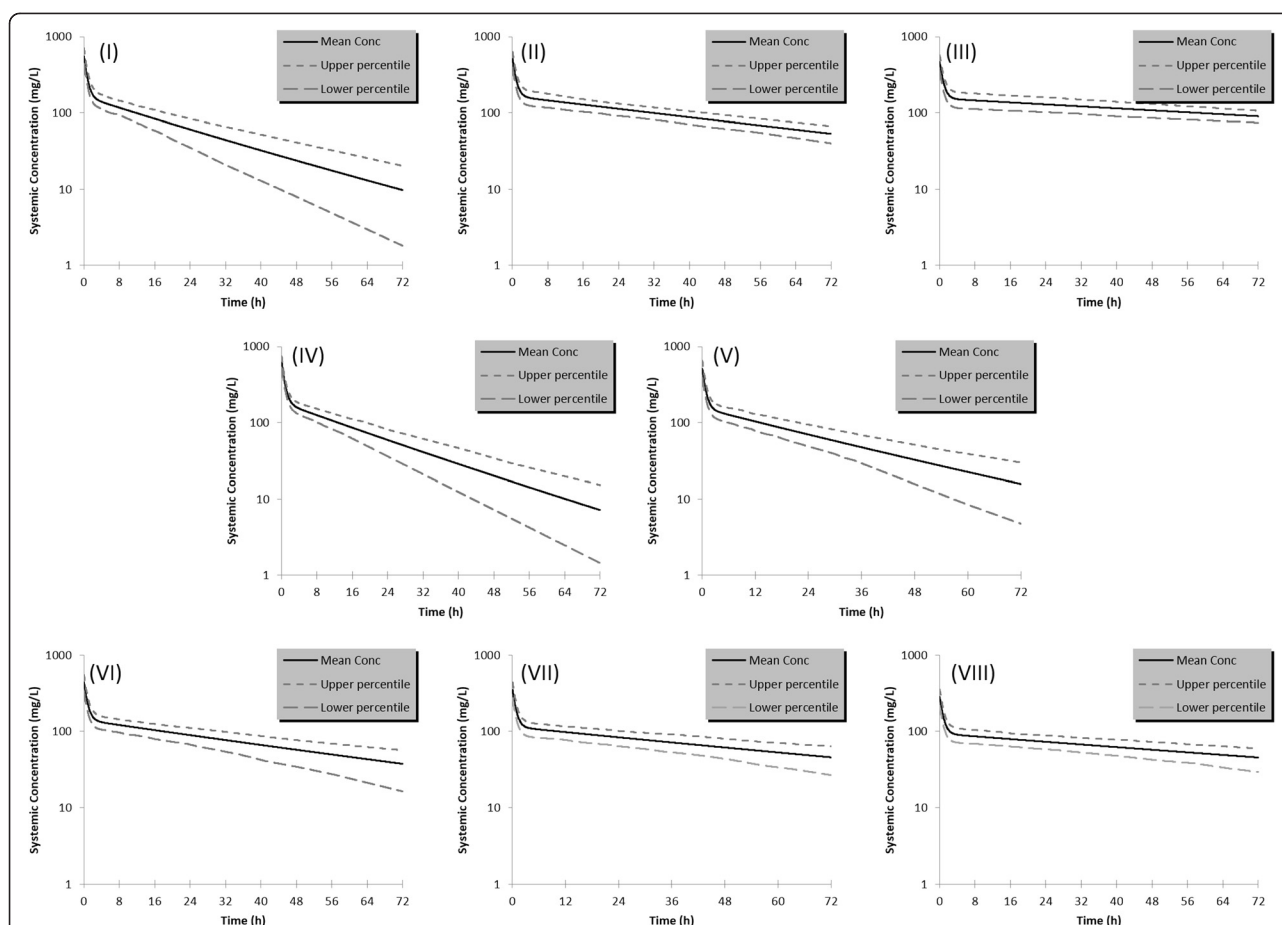 (I)
Mean Conc
Upper percentile
Lower percentile
Systemic Concentration (mg/L)
1000
100
10
1
0 8 16 24 32 40 48 56 64 72
Time (h)
(II)
Mean Conc
Upper percentile
Lower percentile
Systemic Concentration (mg/L)
1000
100
10
1
0 8 16 24 32 40 48 56 64 72
Time (h)
(III)
Mean Conc
Upper percentile
Lower percentile
Systemic Concentration (mg/L)
1000
100
10
1
0 8 16 24 32 40 48 56 64 72
Time (h)
(IV)
Mean Conc
Upper percentile
Lower percentile
Systemic Concentration (mg/L)
1000
100
10
1
0 8 16 24 32 40 48 56 64 72
Time (h)
(V)
Mean Conc
Upper percentile
Lower percentile
Systemic Concentration (mg/L)
1000
100
10
1
0 12 24 36 48 60 72
Time (h)
(VI)
Mean Conc
Upper percentile
Lower percentile
Systemic Concentration (mg/L)
1000
100
10
1
0 8 16 24 32 40 48 56 64 72
Time (h)
(VII)
Mean Conc
Upper percentile
Lower percentile
Systemic Concentration (mg/L)
1000
100
10
1
0 12 24 36 48 60 72
Time (h)
(VIII)
Mean Conc
Upper percentile
Lower percentile
Systemic Concentration (mg/L)
1000
100
10
1
0 8 16 24 32 40 48 56 64 72
Time (h)